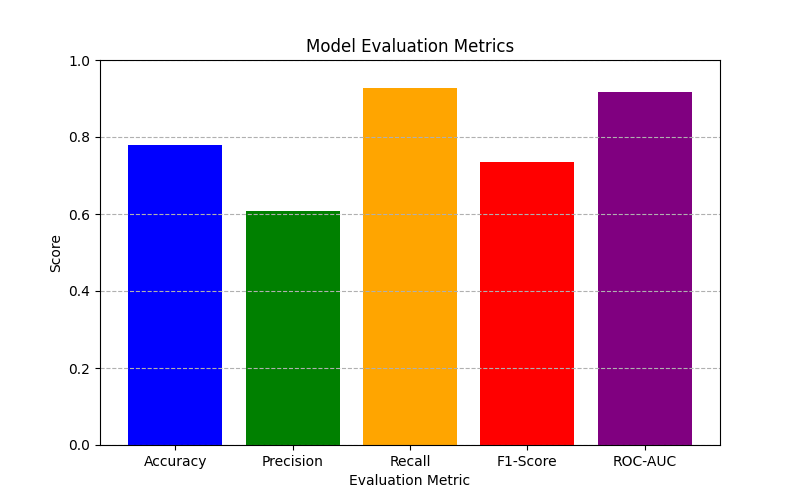 Model Evaluation Metrics
1.0
0.8
0.6
0.4
0.2
0.0
Score
Accuracy Precision Recall F1-Score ROC-AUC
Evaluation Metric